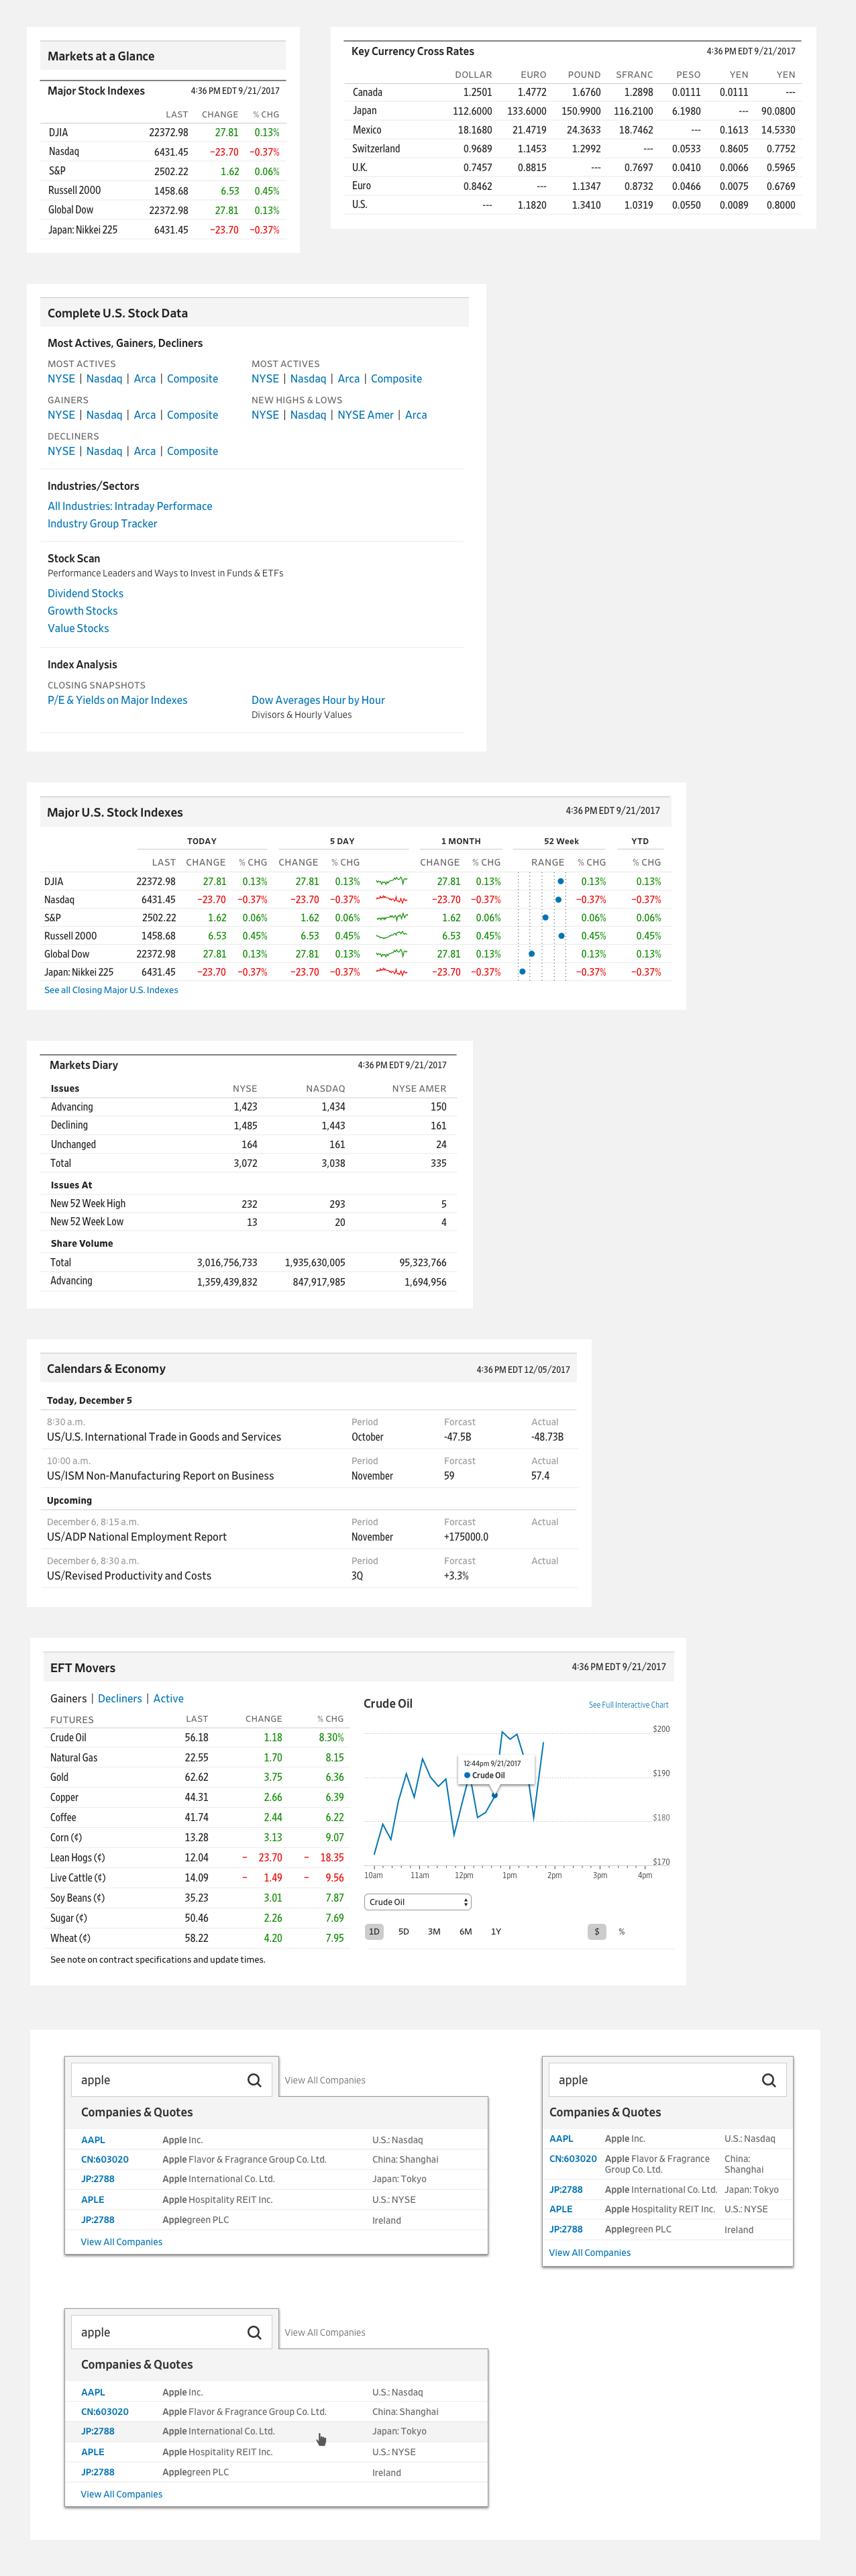 Markets at a Glance
Major Stock Indexes 4:36 PM EDT 9/21/2017
LAST CHANGE % CHG
DJIA 22372.98 27.81 0.13%
Nasdaq 6431.45 −23.70 −0.37%
S&P 2502.22 1.62 0.06%
Russell 2000 1458.68 6.53 0.45%
Global Dow 22372.98 27.81 0.13%
Japan: Nikkei 225 6431.45 −23.70 −0.37%
Key Currency Cross Rates 4:36 PM EDT 9/21/2017
DOLLAR EURO POUND SFRANC PESO YEN YEN
Canada 1.2501 1.4772 1.6760 1.2898 0.0111 0.0111 ---
Japan 112.6000 133.6000 150.9900 116.2100 6.1980 --- 90.0800
Mexico 18.1680 21.4719 24.3633 18.7462 --- 0.1613 14.5330
Switzerland 0.9689 1.1453 1.2992 --- 0.0533 0.8605 0.7752
U.K. 0.7457 0.8815 --- 0.7697 0.0410 0.0066 0.5965
Euro 0.8462 --- 1.1347 0.8732 0.0466 0.0075 0.6769
U.S. --- 1.1820 1.3410 1.0319 0.0550 0.0089 0.8000
Complete U.S. Stock Data
Most Actives, Gainers, Decliners
MOST ACTIVES MOST ACTIVES
NYSE | Nasdaq | Arca | Composite NYSE | Nasdaq | Arca | Composite
GAINERS NEW HIGHS & LOWS
NYSE | Nasdaq | Arca | Composite NYSE | Nasdaq | NYSE Amer | Arca
DECLINERS
NYSE | Nasdaq | Arca | Composite
Industries/Sectors
All Industries: Intraday Performace
Industry Group Tracker
Stock Scan
Performance Leaders and Ways to Invest in Funds & ETFs
Dividend Stocks
Growth Stocks
Value Stocks
Index Analysis
CLOSING SNAPSHOTS
P/E & Yields on Major Indexes Dow Averages Hour by Hour
Divisors & Hourly Values
Major U.S. Stock Indexes 4:36 PM EDT 9/21/2017
TODAY 5 DAY 1 MONTH 52 Week YTD
LAST CHANGE % CHG CHANGE % CHG CHANGE % CHG RANGE % CHG % CHG
DJIA 22372.98 27.81 0.13% 27.81 0.13% 27.81 0.13% 0.13% 0.13%
Nasdaq 6431.45 −23.70 −0.37% −23.70 −0.37% −23.70 −0.37% −0.37% −0.37%
S&P 2502.22 1.62 0.06% 1.62 0.06% 1.62 0.06% 0.06% 0.06%
Russell 2000 1458.68 6.53 0.45% 6.53 0.45% 6.53 0.45% 0.45% 0.45%
Global Dow 22372.98 27.81 0.13% 27.81 0.13% 27.81 0.13% 0.13% 0.13%
Japan: Nikkei 225 6431.45 −23.70 −0.37% −23.70 −0.37% −23.70 −0.37% −0.37% −0.37%
See all Closing Major U.S. Indexes
Markets Diary 4:36 PM EDT 9/21/2017
Issues NYSE NASDAQ NYSE AMER
Advancing 1,423 1,434 150
Declining 1,485 1,443 161
Unchanged 164 161 24
Total 3,072 3,038 335
Issues At
New 52 Week High 232 293 5
New 52 Week Low 13 20 4
Share Volume
Total 3,016,756,733 1,935,630,005 95,323,766
Advancing 1,359,439,832 847,917,985 1,694,956
Calendars & Economy 4:36 PM EDT 12/05/2017
Today, December 5
8:30 a.m. Period Forcast Actual
US/U.S. International Trade in Goods and Services October -47.5B -48.73B
10:00 a.m. Period Forcast Actual
US/ISM Non-Manufacturing Report on Business November 59 57.4
Upcoming
December 6, 8:15 a.m. Period Forcast Actual
US/ADP National Employment Report November +175000.0
December 6, 8:30 a.m. Period Forcast Actual
US/Revised Productivity and Costs 3Q +3.3%
EFT Movers 4:36 PM EDT 9/21/2017
Gainers | Decliners | Active
FUTURES LAST CHANGE % CHG
Crude Oil 56.18 1.18 8.30%
Natural Gas 22.55 1.70 8.15
Gold 62.62 3.75 6.36
Copper 44.31 2.66 6.39
Coffee 41.74 2.44 6.22
Corn (¢) 13.28 3.13 9.07
Lean Hogs (¢) 12.04 − 23.70 − 18.35
Live Cattle (¢) 14.09 − 1.49 − 9.56
Soy Beans (¢) 35.23 3.01 7.87
Sugar (¢) 50.46 2.26 7.69
Wheat (¢) 58.22 4.20 7.95
See note on contract specifications and update times.
Crude Oil See Full Interactive Chart
$200
12:44pm 9/21/2017
Crude Oil
$190
$180
$170
10am 11am 12pm 1pm 2pm 3pm 4pm
Crude Oil
1D 5D 3M 6M 1Y $ %
apple View All Companies
Companies & Quotes
AAPL Apple Inc. U.S.: Nasdaq
CN:603020 Apple Flavor & Fragrance Group Co. Ltd. China: Shanghai
JP:2788 Apple International Co. Ltd. Japan: Tokyo
APLE Apple Hospitality REIT Inc. U.S.: NYSE
JP:2788 Applegreen PLC Ireland
View All Companies
apple
Companies & Quotes
AAPL Apple Inc. U.S.: Nasdaq
CN:603020 Apple Flavor & Fragrance China:
Group Co. Ltd. Shanghai
JP:2788 Apple International Co. Ltd. Japan: Tokyo
APLE Apple Hospitality REIT Inc. U.S.: NYSE
JP:2788 Applegreen PLC Ireland
View All Companies
apple View All Companies
Companies & Quotes
AAPL Apple Inc. U.S.: Nasdaq
CN:603020 Apple Flavor & Fragrance Group Co. Ltd. China: Shanghai
JP:2788 Apple International Co. Ltd. Japan: Tokyo
APLE Apple Hospitality REIT Inc. U.S.: NYSE
JP:2788 Applegreen PLC Ireland
View All Companies